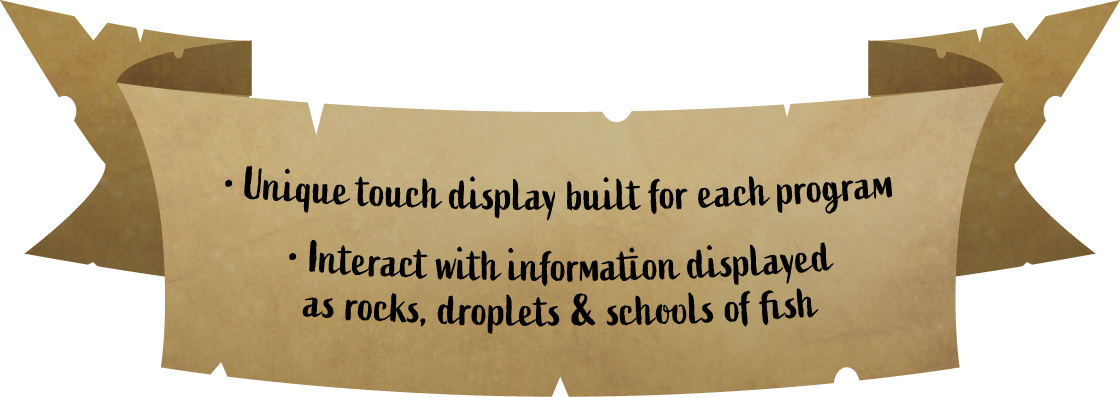 · Unique touch display built for each program
· Interact with information displayed
as rocks, droplets & schools of fish